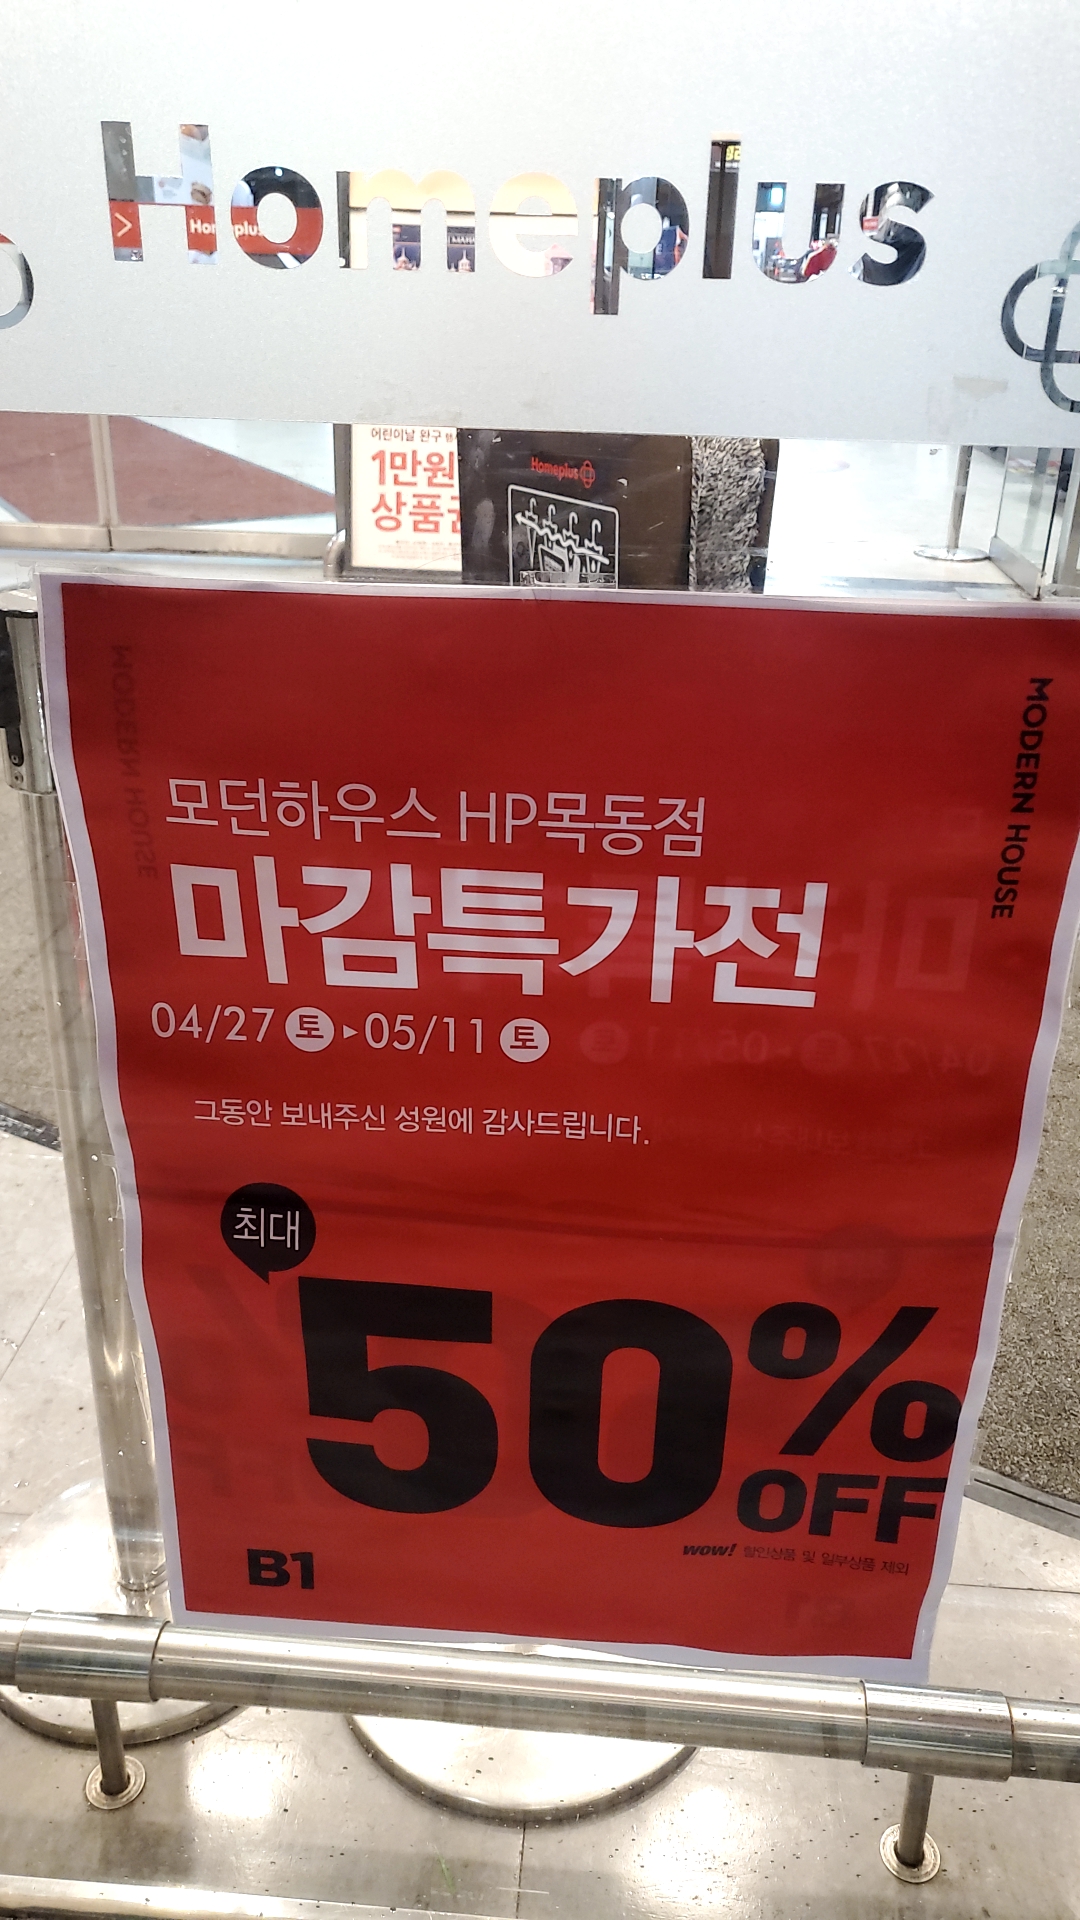 Homeplus
Homeplus
어린이날 완구
1만원
상품
Homeplus
MODERN HOUSE
모던하우스 HP목동점
마감특가전
04/27 토 ▸ 05/11 토
그동안 보내주신 성원에 감사드립니다.
최대
50%
OFF
wow! 할인상품 및 일부상품 제외
B1